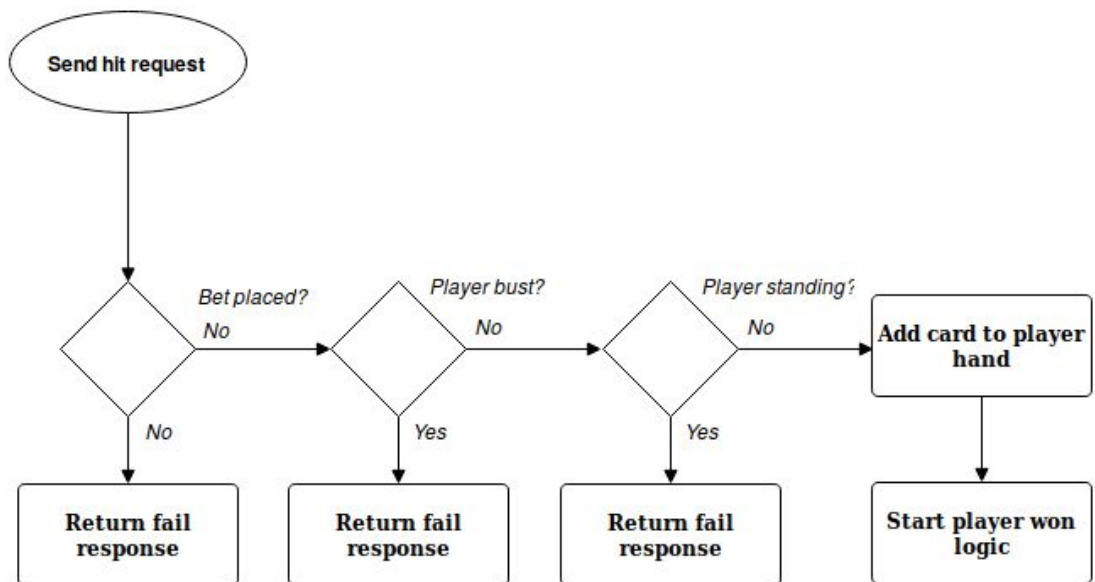 Send hit request
Bet placed?
Player bust?
Player standing?
No
No
No
Add card to player
hand
No
Yes
Yes
Return fail
response
Return fail
response
Return fail
response
Start player won
logic